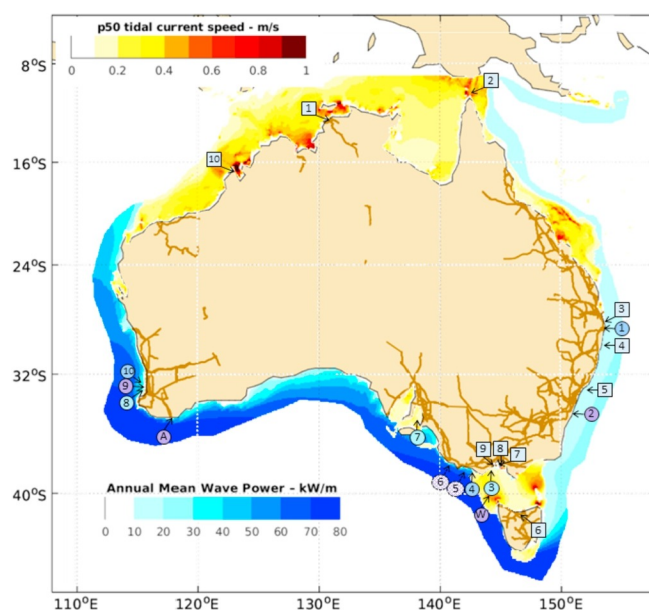 p50 tidal current speed - m/s
0 0.2 0.4 0.6 0.8 1
8°S
2
1
10
16°S
24°S
3
1
4
32°S
10
9
8
5
2
A
7
9 8 7
6 5 4 3
W
40°S
6
Annual Mean Wave Power – kW/m
0 10 20 30 40 50 60 70 80
110°E 120°E 130°E 140°E 150°E